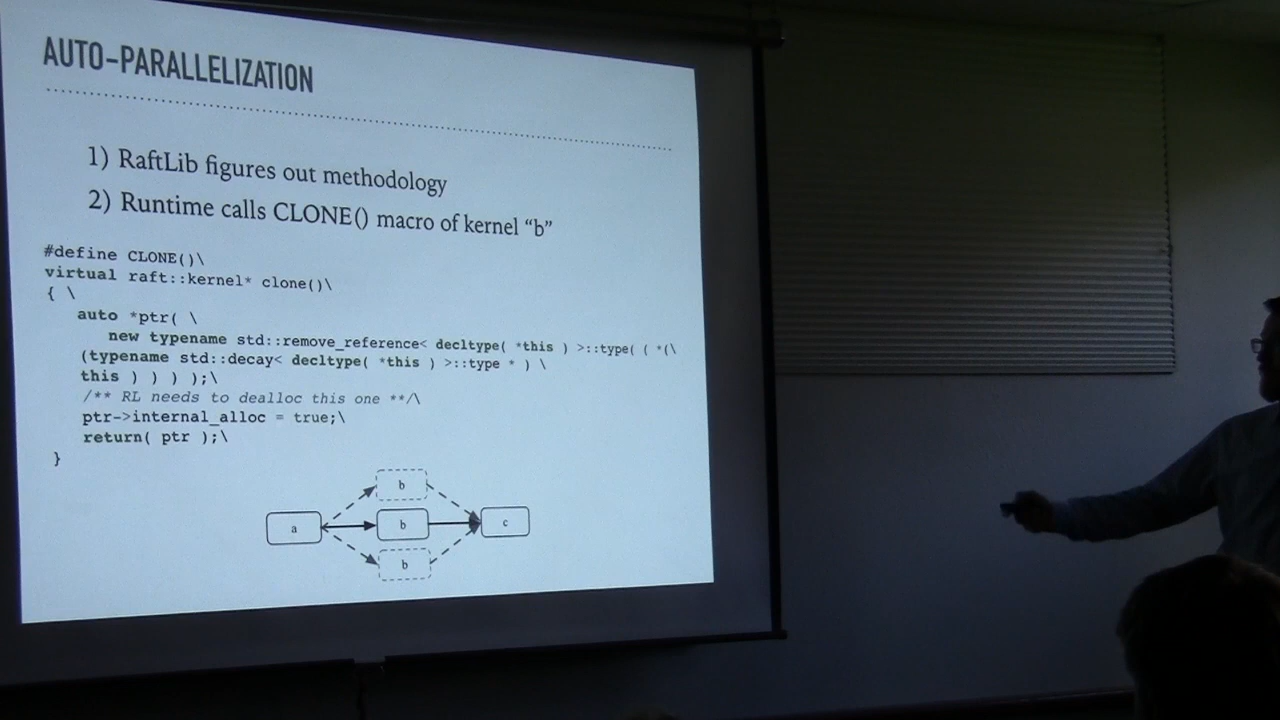 AUTO-PARALLELIZATION
1) RaftLib figures out methodology
2) Runtime calls CLONE() macro of kernel “b”
#define CLONE()\
virtual raft::kernel* clone()\
{ \
auto *ptr( \
new typename std::remove_reference< decltype( *this ) >::type( ( *(\
(typename std::decay< decltype( *this ) >::type * ) \
this ) ) ) );\
/** RL needs to dealloc this one **/\
ptr->internal_alloc = true;\
return( ptr );\
}
b
a
b
c
b